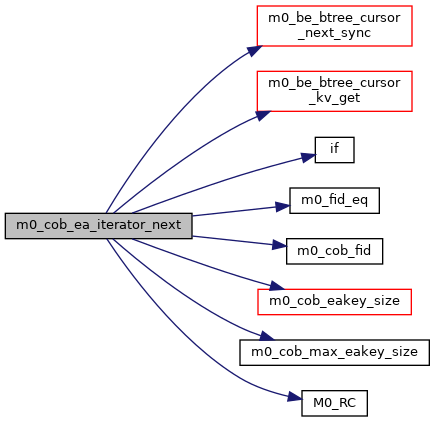 m0_be_btree_cursor
_next_sync
m0_be_btree_cursor
_kv_get
if
m0_fid_eq
m0_cob_ea_iterator_next
m0_cob_fid
m0_cob_eakey_size
m0_cob_max_eakey_size
M0_RC